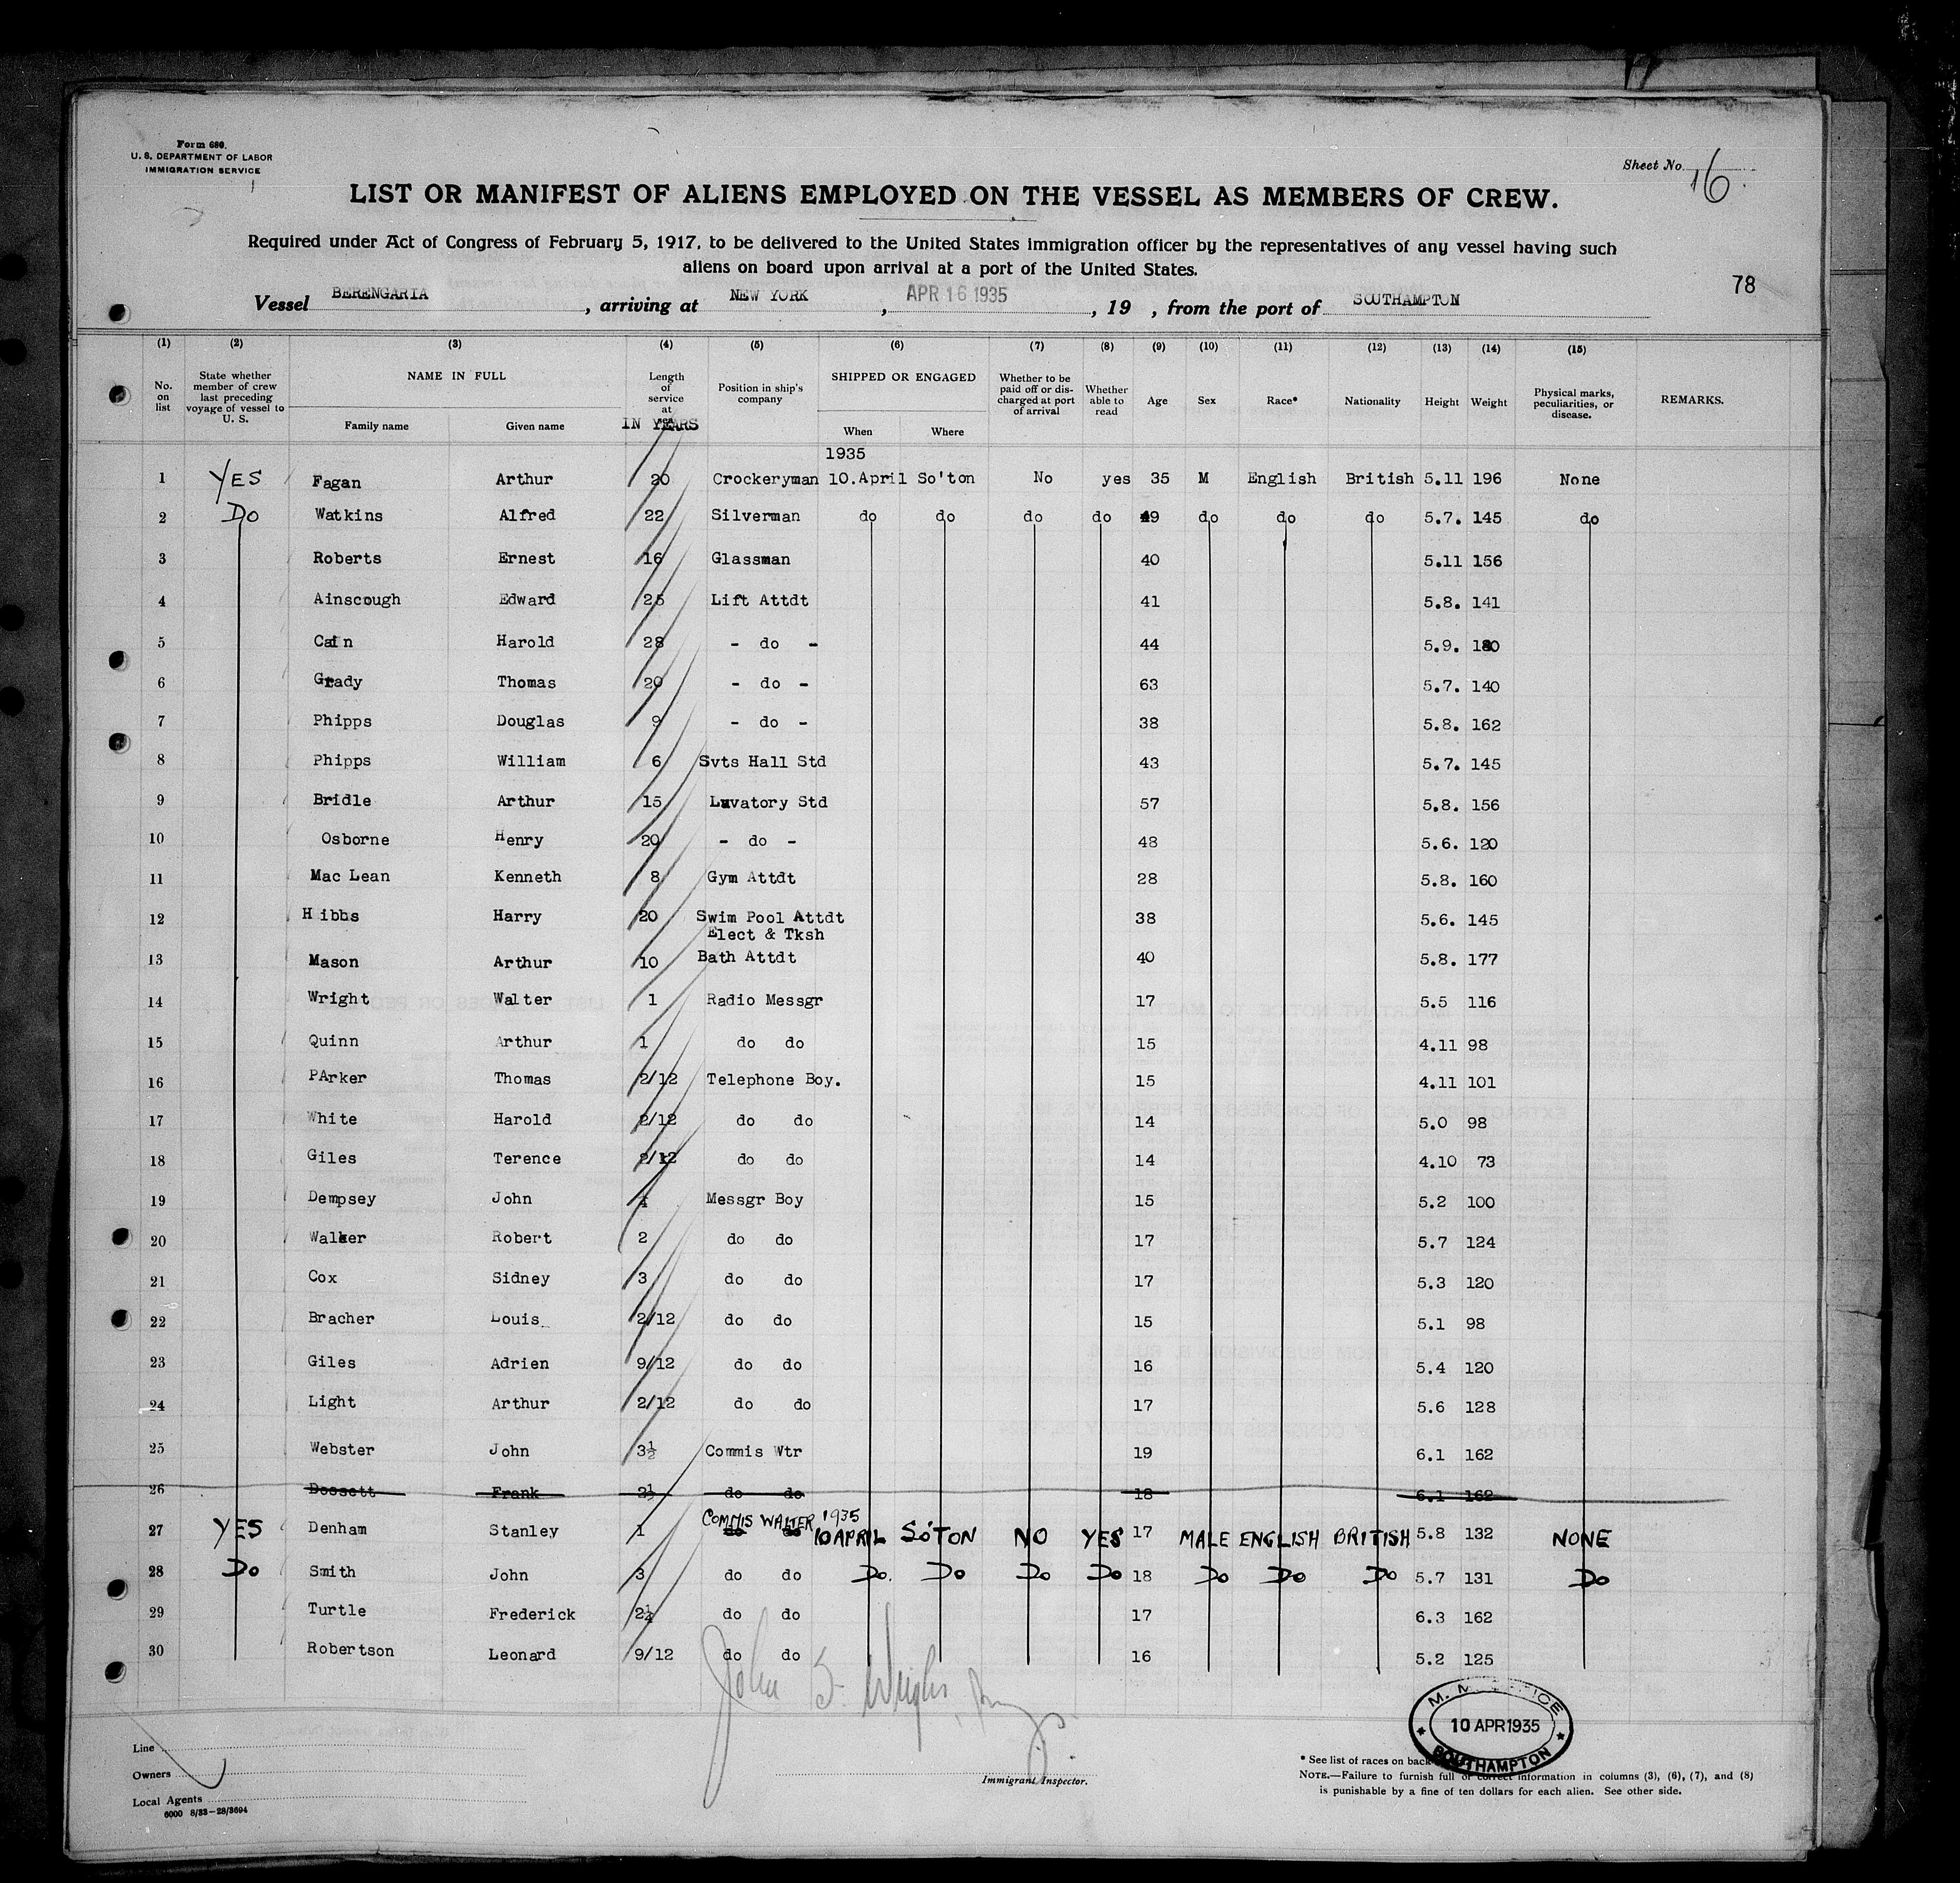 Form 680.
U. S. DEPARTMENT OF LABOR
IMMIGRATION SERVICE
Sheet No. 16.
LIST OR MANIFEST OF ALIENS EMPLOYED ON THE VESSEL AS MEMBERS OF CREW.
Required under Act of Congress of February 5, 1917, to be delivered to the United States immigration officer by the representatives of any vessel having such
aliens on board upon arrival at a port of the United States.
78
Vessel BERENGARIA, arriving at NEW YORK, APR 16 1935, 19 , from the port of SOUTHAMPTON
(1) (2) (3) (4) (5) (6) (7) (8) (9) (10) (11) (12) (13) (14) (15)
No. on list State whether member of crew last preceding voyage of vessel to U. S. NAME IN FULL Family name Given name Length of service at IN YEARS Position in ship's company SHIPPED OR ENGAGED When Where Whether to be paid off or discharged at port of arrival Whether able to read Age Sex Race* Nationality Height Weight Physical marks, peculiarities, or disease. REMARKS.
1935
1 YES Fagan Arthur 20 Crockeryman 10.April So'ton No yes 35 M English British 5.11 196 None
2 Do Watkins Alfred 22 Silverman do do do do 49 do do do 5.7. 145 do
3 Roberts Ernest 16 Glassman 40 5.11 156
4 Ainscough Edward 25 Lift Attdt 41 5.8. 141
5 Cain Harold 28 - do - 44 5.9. 180
6 Grady Thomas 20 - do - 63 5.7. 140
7 Phipps Douglas 9 - do - 38 5.8. 162
8 Phipps William 6 Svts Hall Std 43 5.7. 145
9 Bridle Arthur 15 Lavatory Std 57 5.8. 156
10 Osborne Henry 20 - do - 48 5.6. 120
11 Mac Lean Kenneth 8 Gym Attdt 28 5.8. 160
12 Hibbs Harry 20 Swim Pool Attdt 38 5.6. 145
Elect & Tksh
13 Mason Arthur 10 Bath Attdt 40 5.8. 177
14 Wright Walter 1 Radio Messgr 17 5.5 116
15 Quinn Arthur 1 do do 15 4.11 98
16 PArker Thomas 2/12 Telephone Boy. 15 4.11 101
17 White Harold 2/12 do do 14 5.0 98
18 Giles Terence 2/12 do do 14 4.10 73
19 Dempsey John 4 Messgr Boy 15 5.2 100
20 Walker Robert 2 do do 17 5.7 124
21 Cox Sidney 3 do do 17 5.3 120
22 Bracher Louis 2/12 do do 15 5.1 98
23 Giles Adrien 9/12 do do 16 5.4 120
24 Light Arthur 2/12 do do 17 5.6 128
25 Webster John 3½ Commis Wtr 19 6.1 162
26 Dossett Frank 2½ do do 18 6.1 162
27 YES Denham Stanley 1 COMMIS WAITER 1935 10 APRIL SO'TON NO YES 17 MALE ENGLISH BRITISH 5.8 132 NONE
28 Do Smith John 3 do do Do. Do Do Do 18 Do Do Do 5.7 131 Do
29 Turtle Frederick 2¼ do do 17 6.3 162
30 Robertson Leonard 9/12 do do 16 5.2 125
John S.
M. M. OFFICE
10 APR 1935
SOUTHAMPTON
Line
Owners
Local Agents
6000 8/33-28/3694
Immigrant Inspector.
* See list of races on back
NOTE.—Failure to furnish full or correct information in columns (3), (6), (7), and (8)
is punishable by a fine of ten dollars for each alien. See other side.